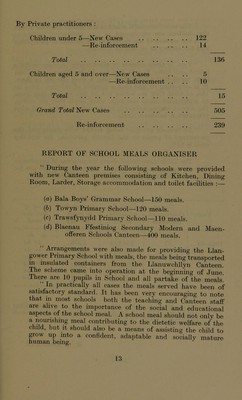 By Private practitioners :
Children under 5—New Cases .. .. .. .. 122
—Re-inforcement .. .. .. 14
Total .. .. .. .. .. .. .. 136
Children aged 5 and over—New Cases .. .. 5
—Re-inforcement .. .. 10
Total .. .. .. .. .. .. .. 15
Grand Total New Cases .. .. .. .. 505
Re-inforcement .. .. .. .. 239
REPORT OF SCHOOL MEALS ORGANISER
" During the year the following schools were provided
with new Canteen premises consisting of Kitchen, Dining
Room, Larder, Storage accommodation and toilet facilities :—
(a) Bala Boys' Grammar School—150 meals.
(b) Towyn Primary School—120 meals.
(c) Trawsfynydd Primary School—110 meals.
(d) Blaenau Ffestiniog Secondary Modern and Maen-
offeren Schools Canteen—400 meals.
" Arrangements were also made for providing the Llan-
gower Primary School with meals, the meals being transported
in insulated containers from the Llanuwchllyn Canteen.
The scheme came into operation at the beginning of June.
There are 10 pupils in School and all partake of the meals.
" In practically all cases the meals served have been of
satisfactory standard. It has been very encouraging to note
that in most schools both the teaching and Canteen staff
are alive to the importance of the social and educational
aspects of the school meal. A school meal should not only be
a nourishing meal contributing to the dietetic welfare of the
child, but it should also be a means of assisting the child to
grow up into a confident, adaptable and socially mature
human being.
13